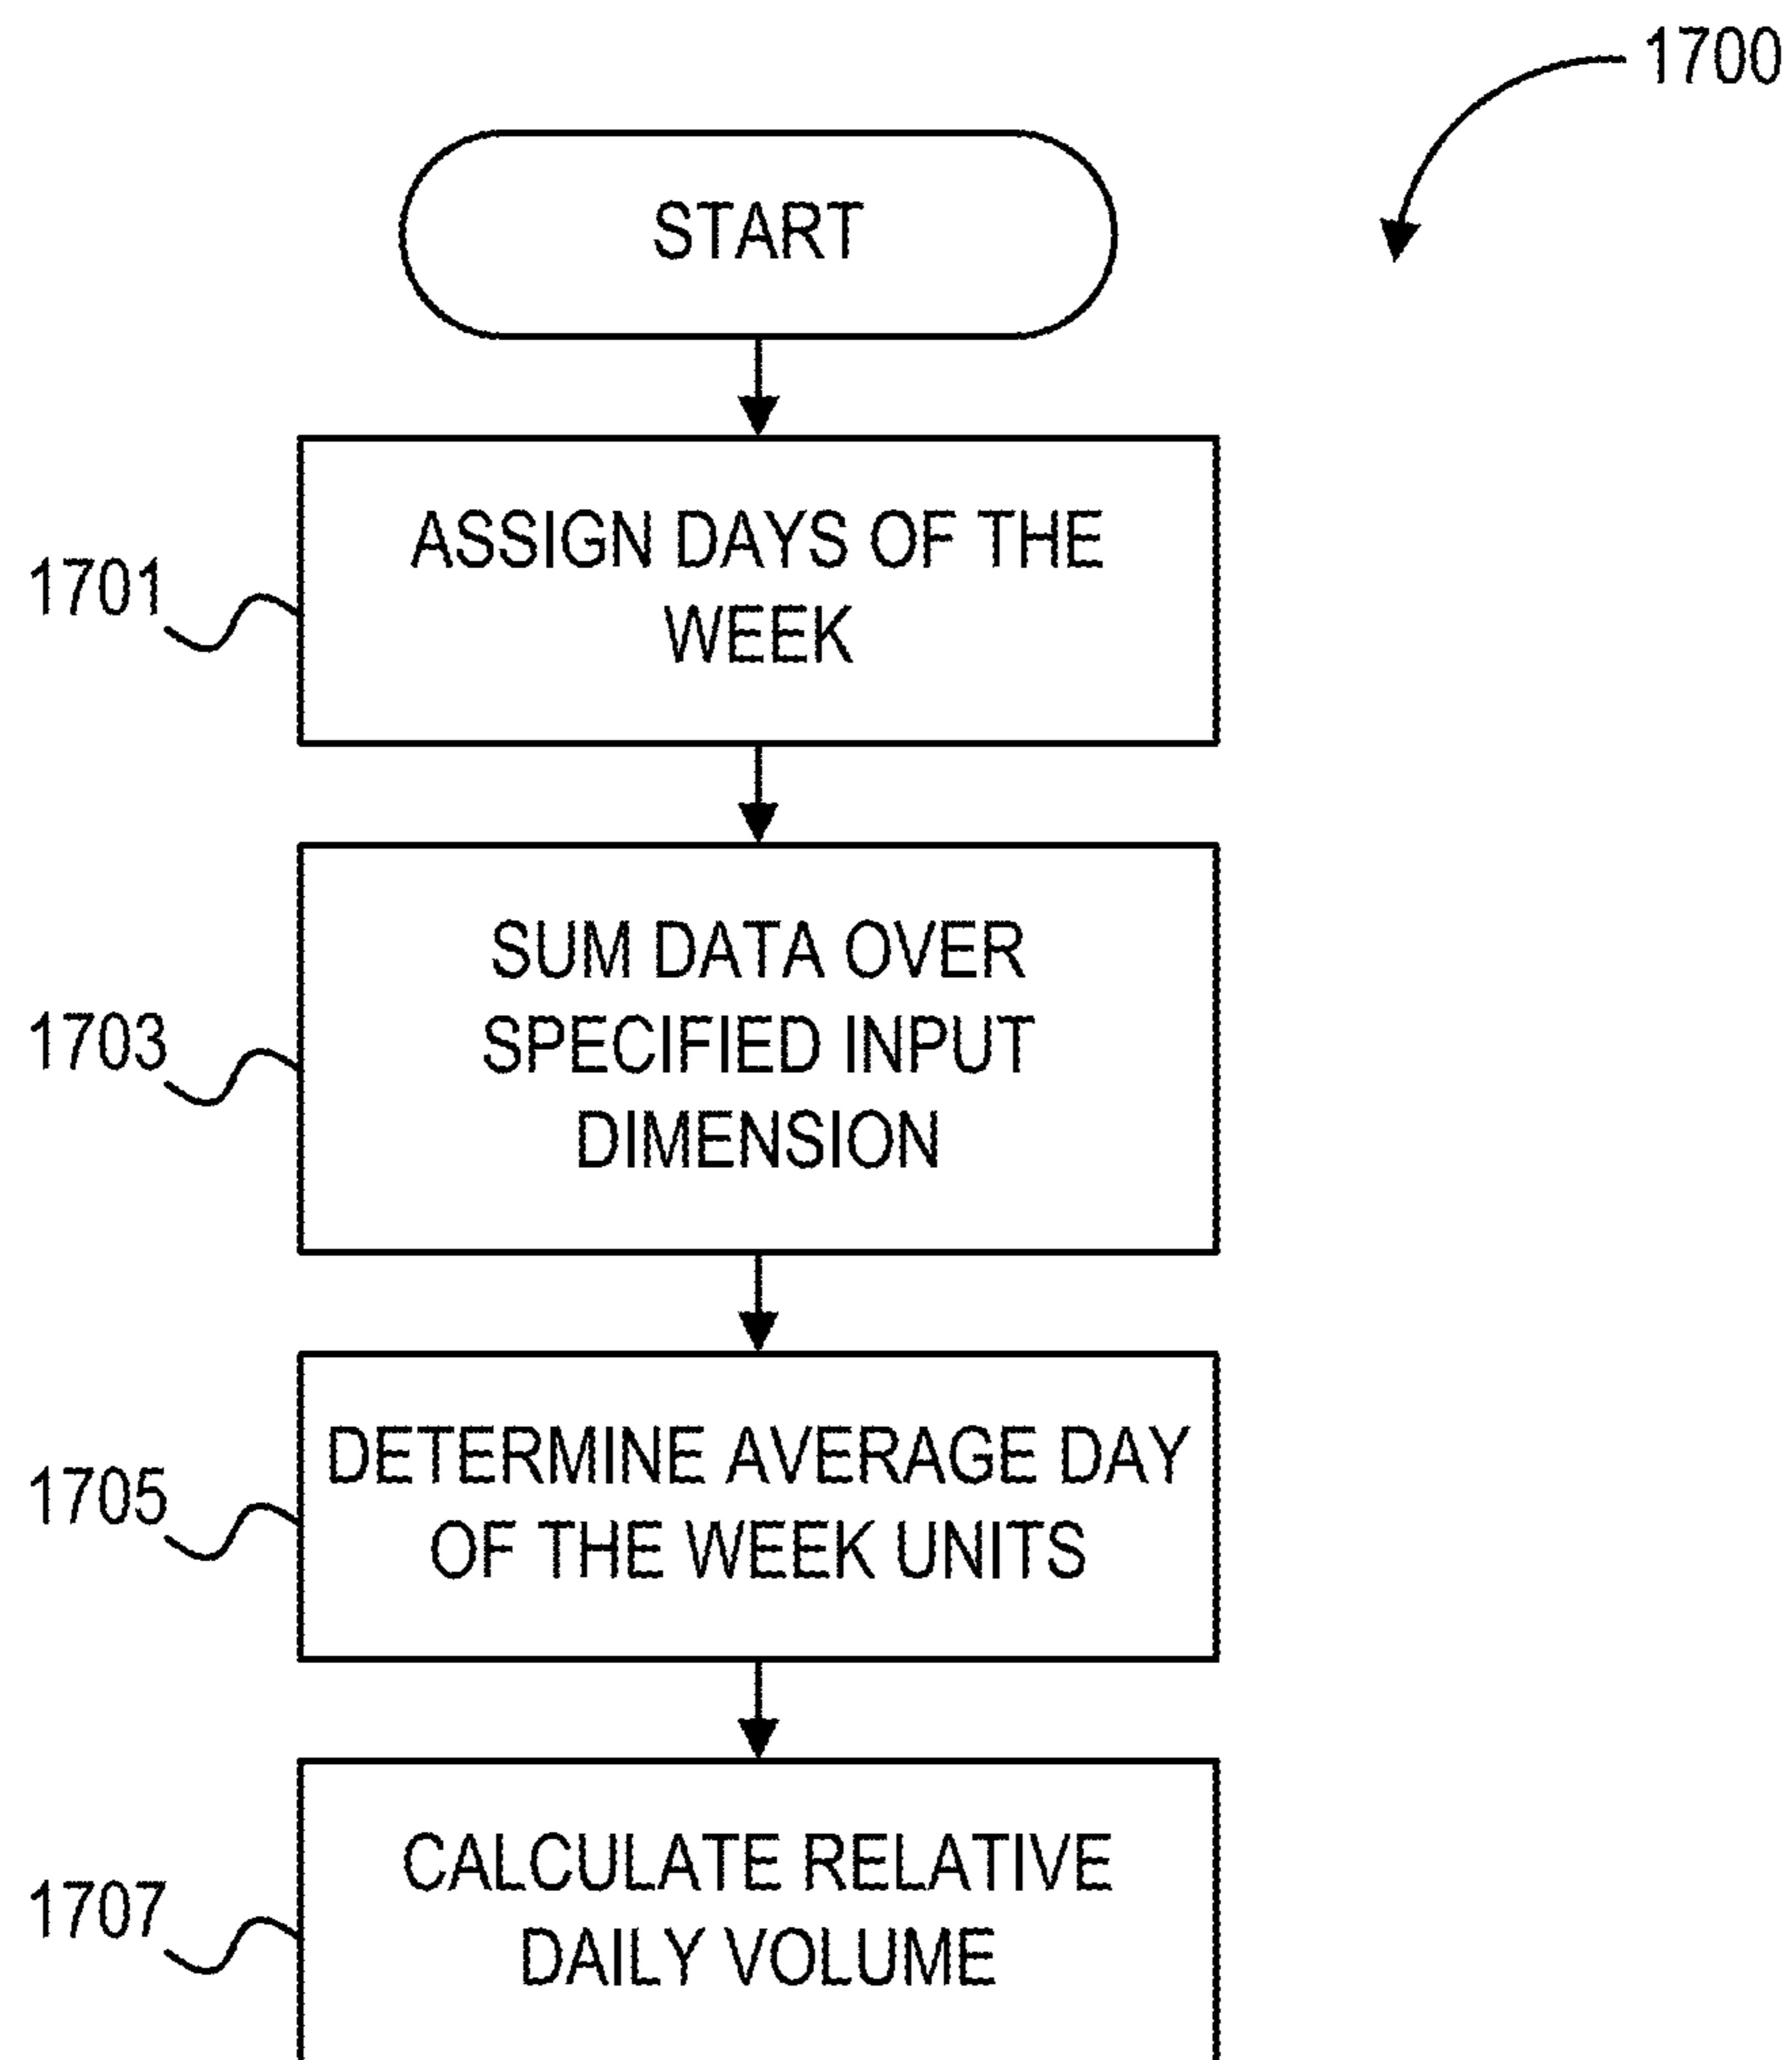 1700
START
ASSIGN DAYS OF THE
WEEK
1701
SUM DATA OVER
SPECIFIED INPUT
DIMENSION
1703
DETERMINE AVERAGE DAY
OF THE WEEK UNITS
1705
CALCULATE RELATIVE
DAILY VOLUME
1707